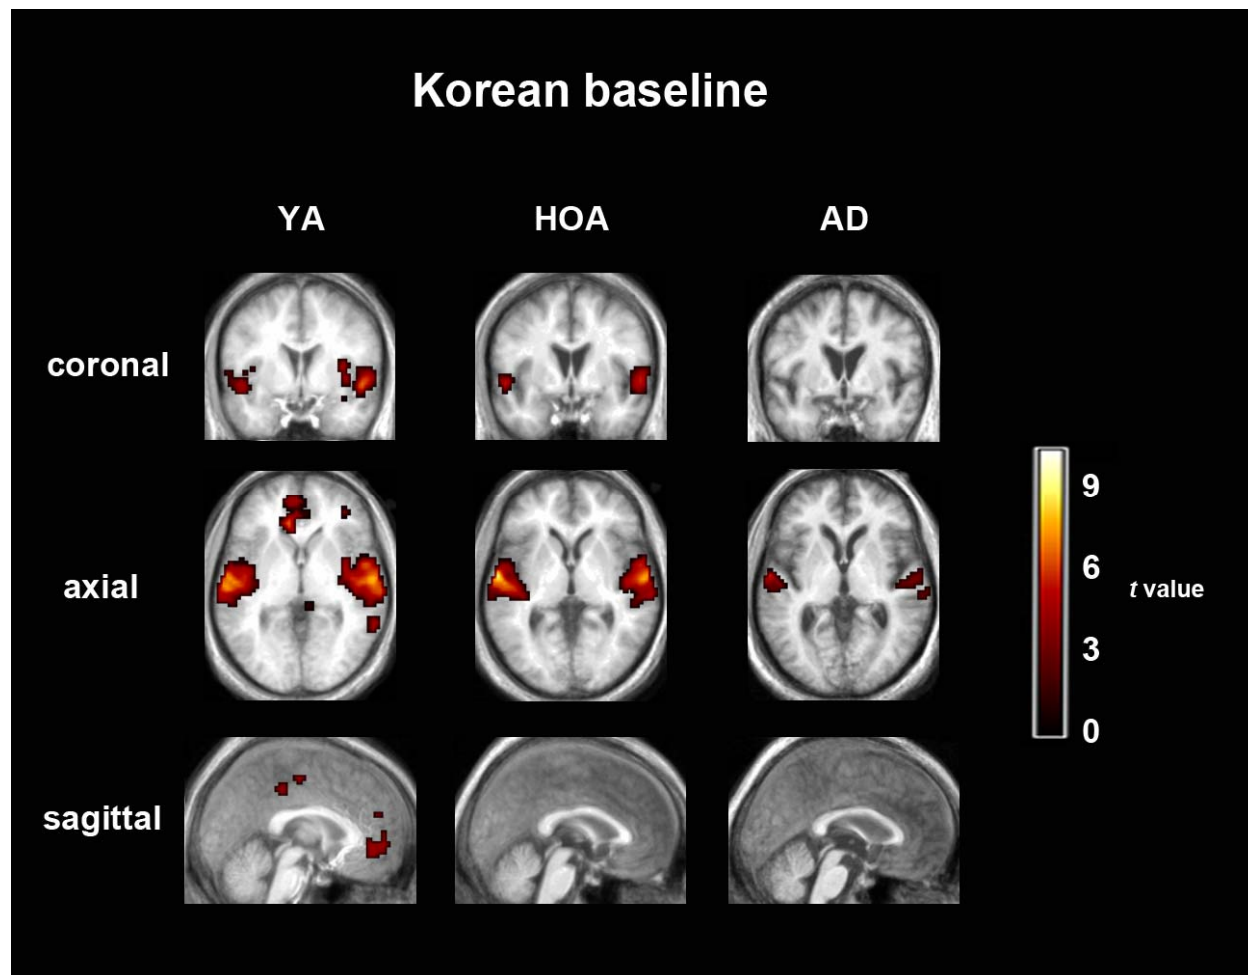 Korean baseline
YA HOA AD
coronal
axial
sagittal
9
6
3
0
t value